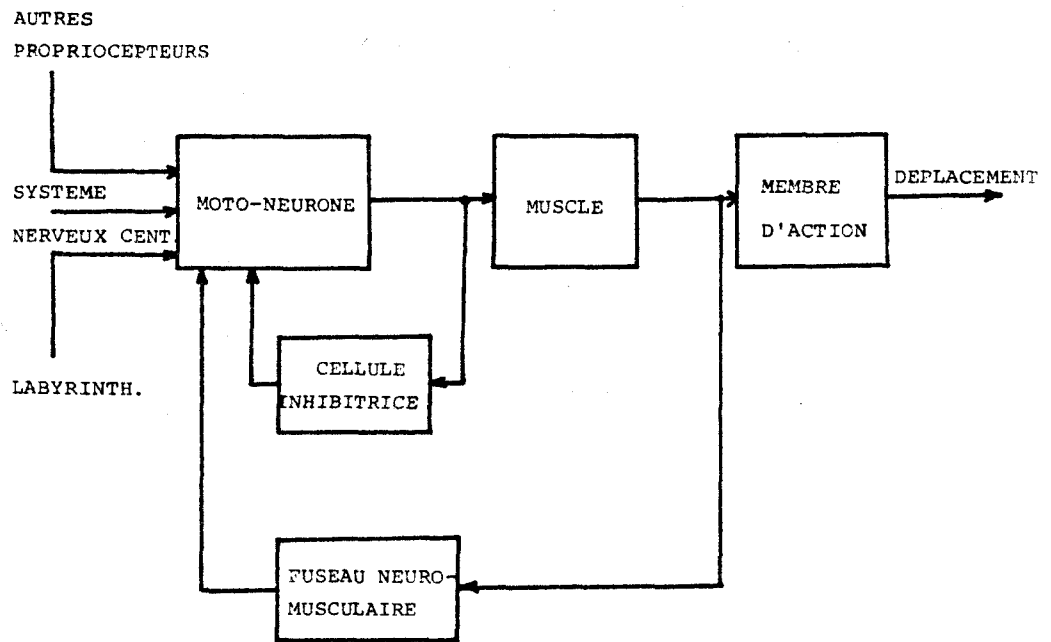 AUTRES
PROPRIOCEPTEURS
SYSTEME
NERVEUX CENT.
LABYRINTH.
MOTO-NEURONE
MUSCLE
MEMBRE
D'ACTION
DEPLACEMENT
CELLULE
INHIBITRICE
FUSEAU NEURO-
MUSCULAIRE